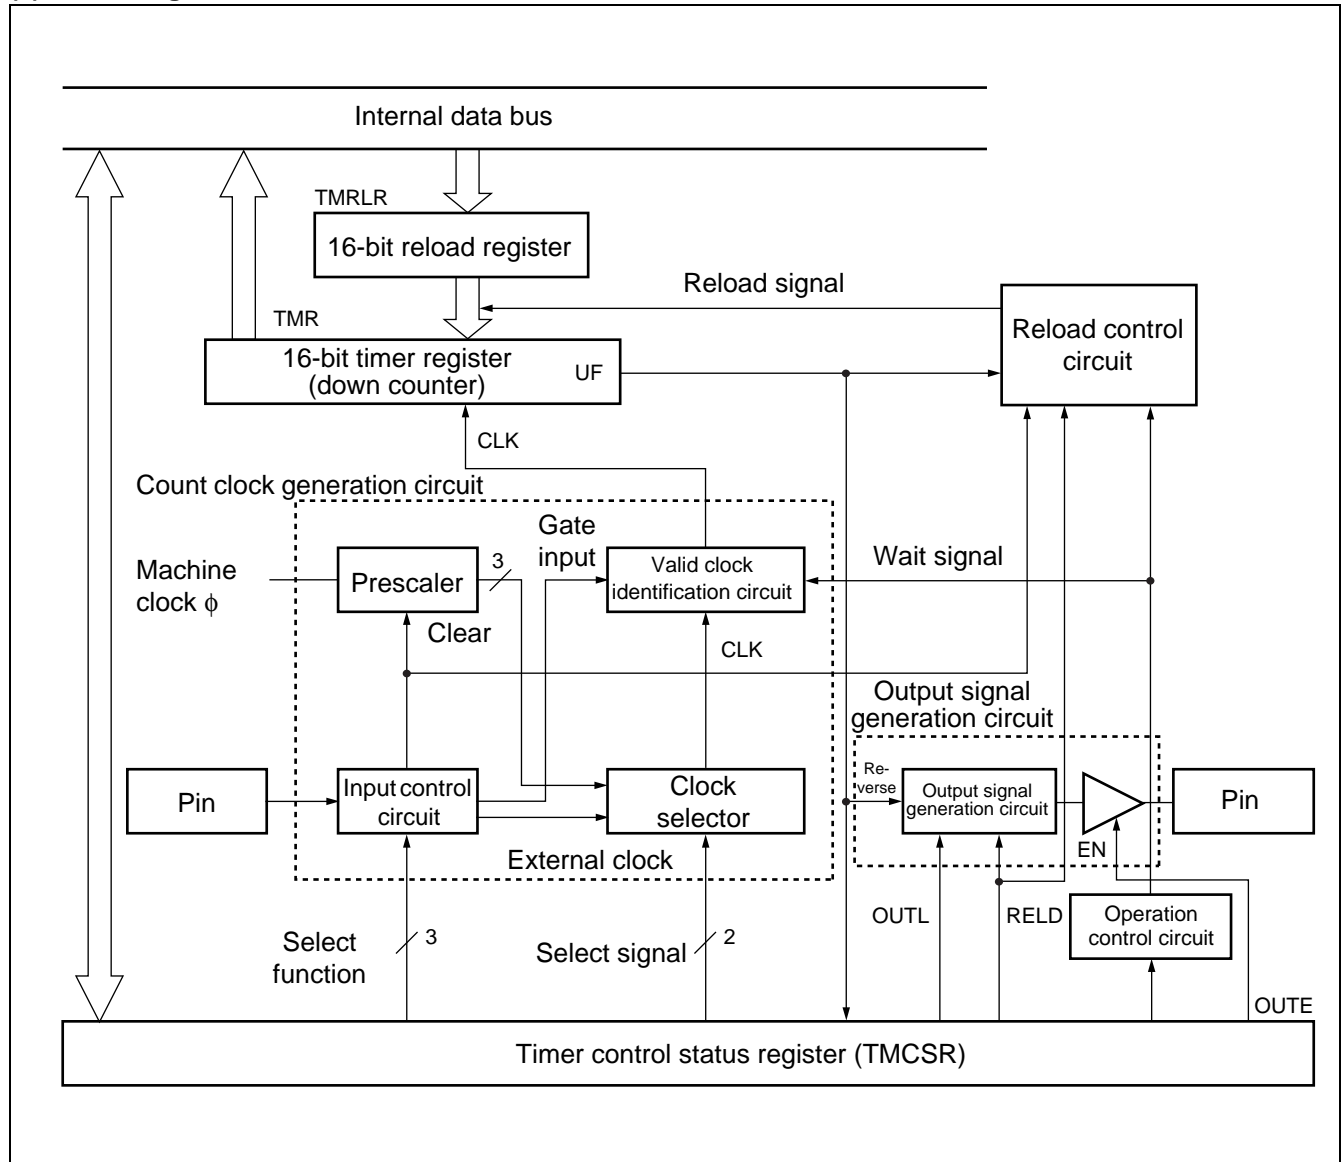 Internal data bus
TMRLR
16-bit reload register
Reload signal
Reload control
circuit
TMR
16-bit timer register
(down counter)
UF
CLK
Count clock generation circuit
Gate
input
3
Machine
clock φ
Prescaler
Valid clock
identification circuit
Wait signal
Clear
CLK
Output signal
generation circuit
Re-
verse
Pin
Input control
circuit
Clock
selector
Output signal
generation circuit
Pin
EN
External clock
OUTL
RELD
Operation
control circuit
Select
function
3
Select signal
2
OUTE
Timer control status register (TMCSR)